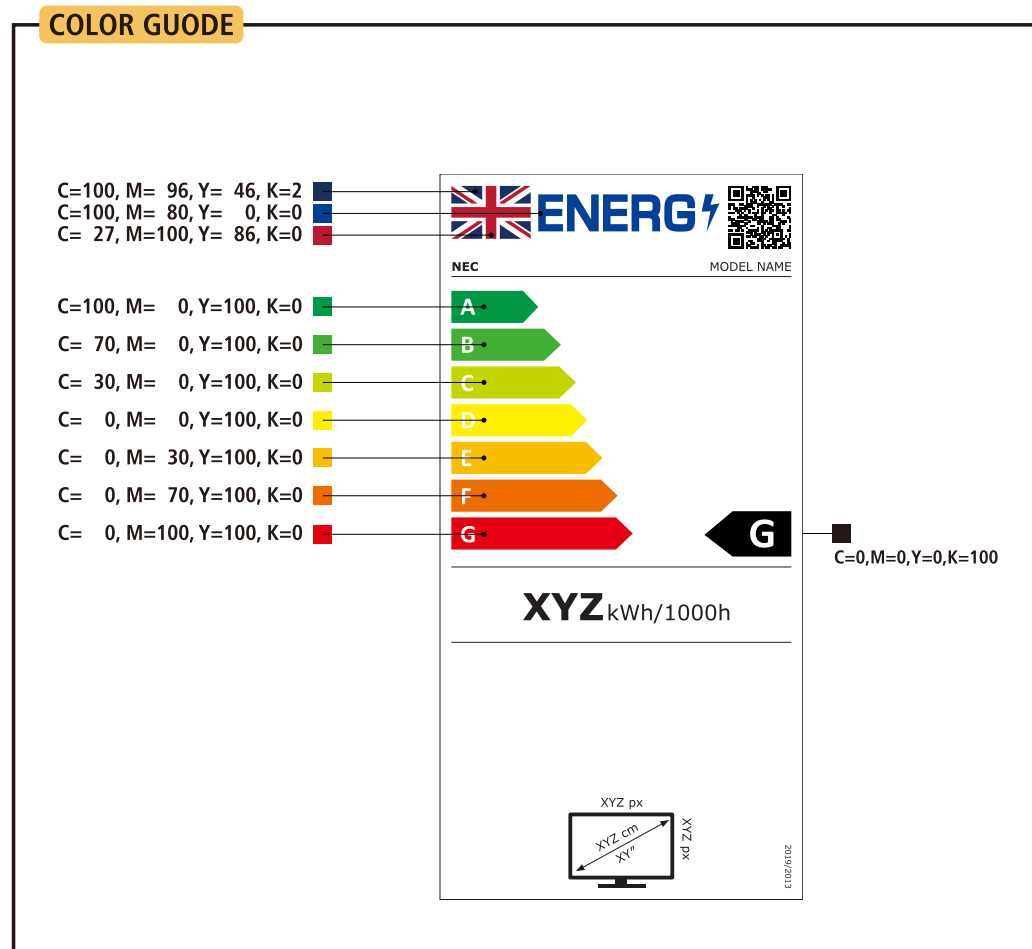 COLOR GUODE
C=100, M= 96, Y= 46, K=2
C=100, M= 80, Y= 0, K=0
C= 27, M=100, Y= 86, K=0
ENERG
NEC MODEL NAME
C=100, M= 0, Y=100, K=0 A
C= 70, M= 0, Y=100, K=0 B
C= 30, M= 0, Y=100, K=0 C
C= 0, M= 0, Y=100, K=0 D
C= 0, M= 30, Y=100, K=0 E
C= 0, M= 70, Y=100, K=0 F
C= 0, M=100, Y=100, K=0 G
G
C=0,M=0,Y=0,K=100
XYZ kWh/1000h
XYZ px
XYZ cm
XY"
XYZ px
2019/2013